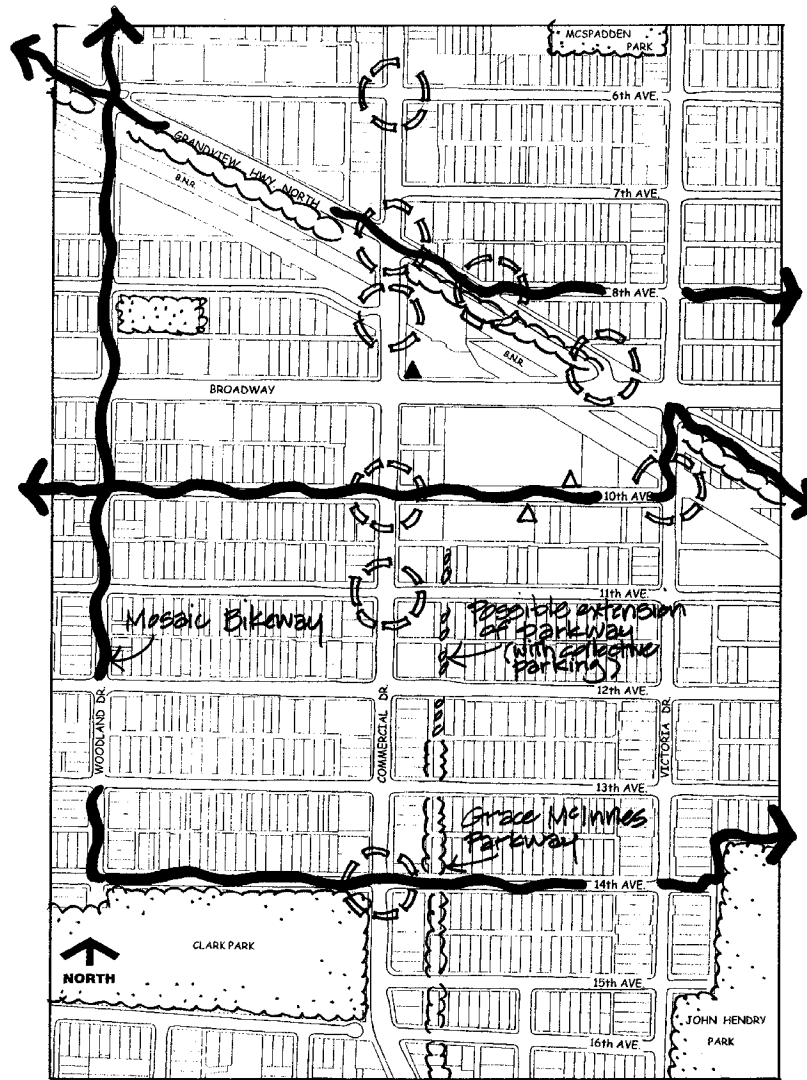 MCSPADDEN
PARK
6th AVE.
GRANDVIEW HWY. NORTH
B.N.R.
7th AVE.
8th AVE.
B.N.R.
BROADWAY
10th AVE.
11th AVE.
Mosaic Bikeway
Possible extension
of parkway
(with collective
parking)
12th AVE.
WOODLAND DR.
COMMERCIAL DR.
VICTORIA DR.
13th AVE.
Grace McInnes
Parkway
14th AVE.
CLARK PARK
NORTH
15th AVE.
JOHN HENDRY
PARK
16th AVE.